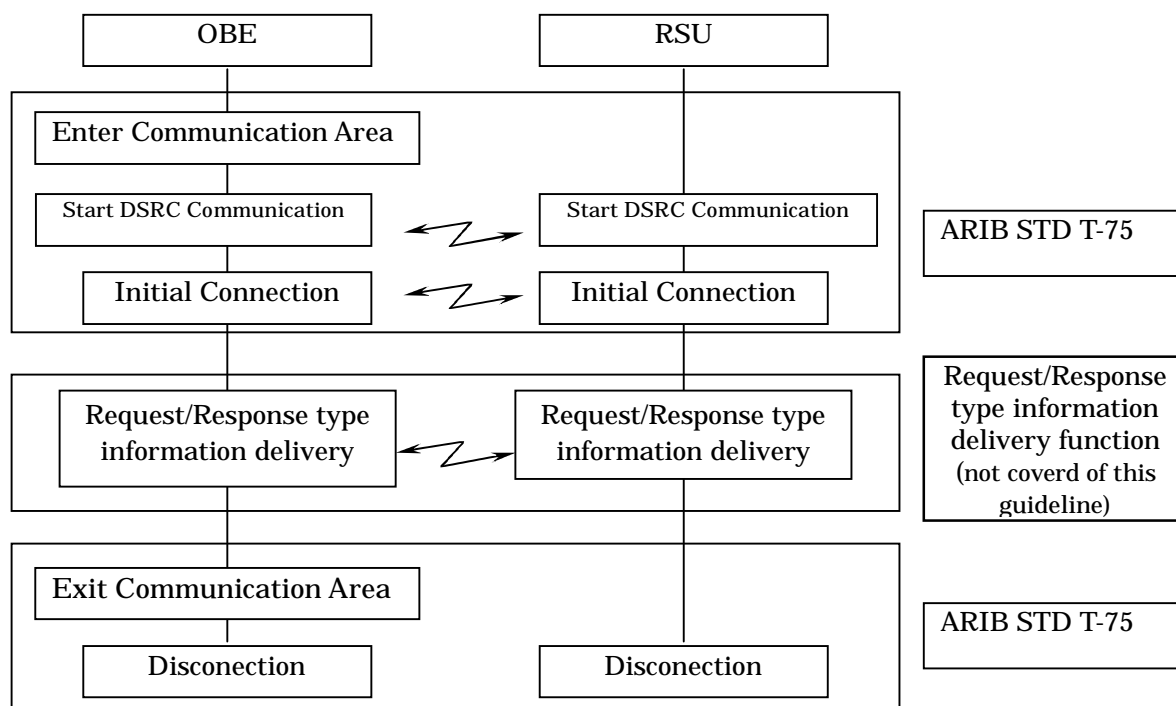 OBE
RSU
Enter Communication Area
Start DSRC Communication
Start DSRC Communication
ARIB STD T-75
Initial Connection
Initial Connection
Request/Response type
information delivery
Request/Response type
information delivery
Request/Response
type information
delivery function
(not coverd of this
guideline)
Exit Communication Area
ARIB STD T-75
Disconection
Disconection